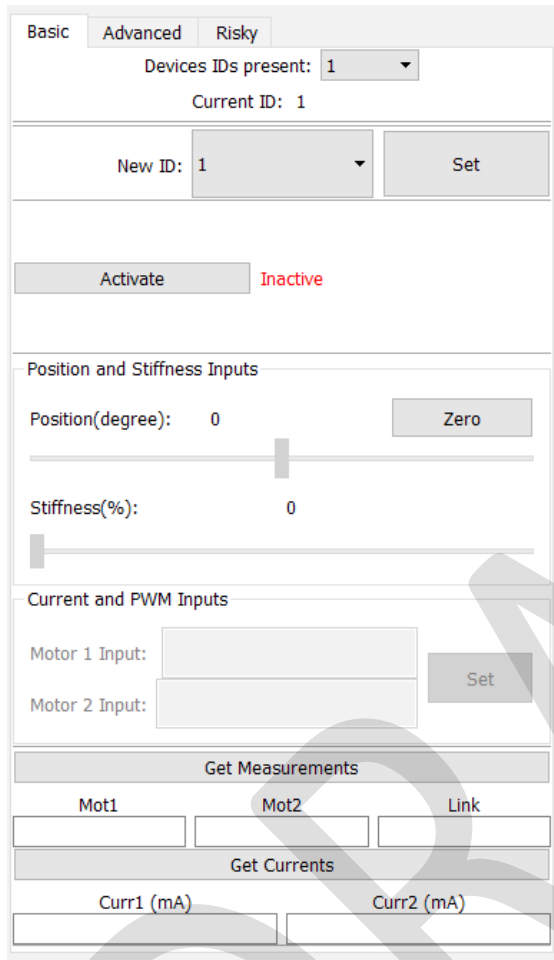 Basic Advanced Risky
Devices IDs present: 1
Current ID: 1
New ID: 1 Set
Activate Inactive
Position and Stiffness Inputs
Position(degree): 0 Zero
Stiffness(%): 0
Current and PWM Inputs
Motor 1 Input:
Set
Motor 2 Input:
Get Measurements
Mot1 Mot2 Link
Get Currents
Curr1 (mA) Curr2 (mA)